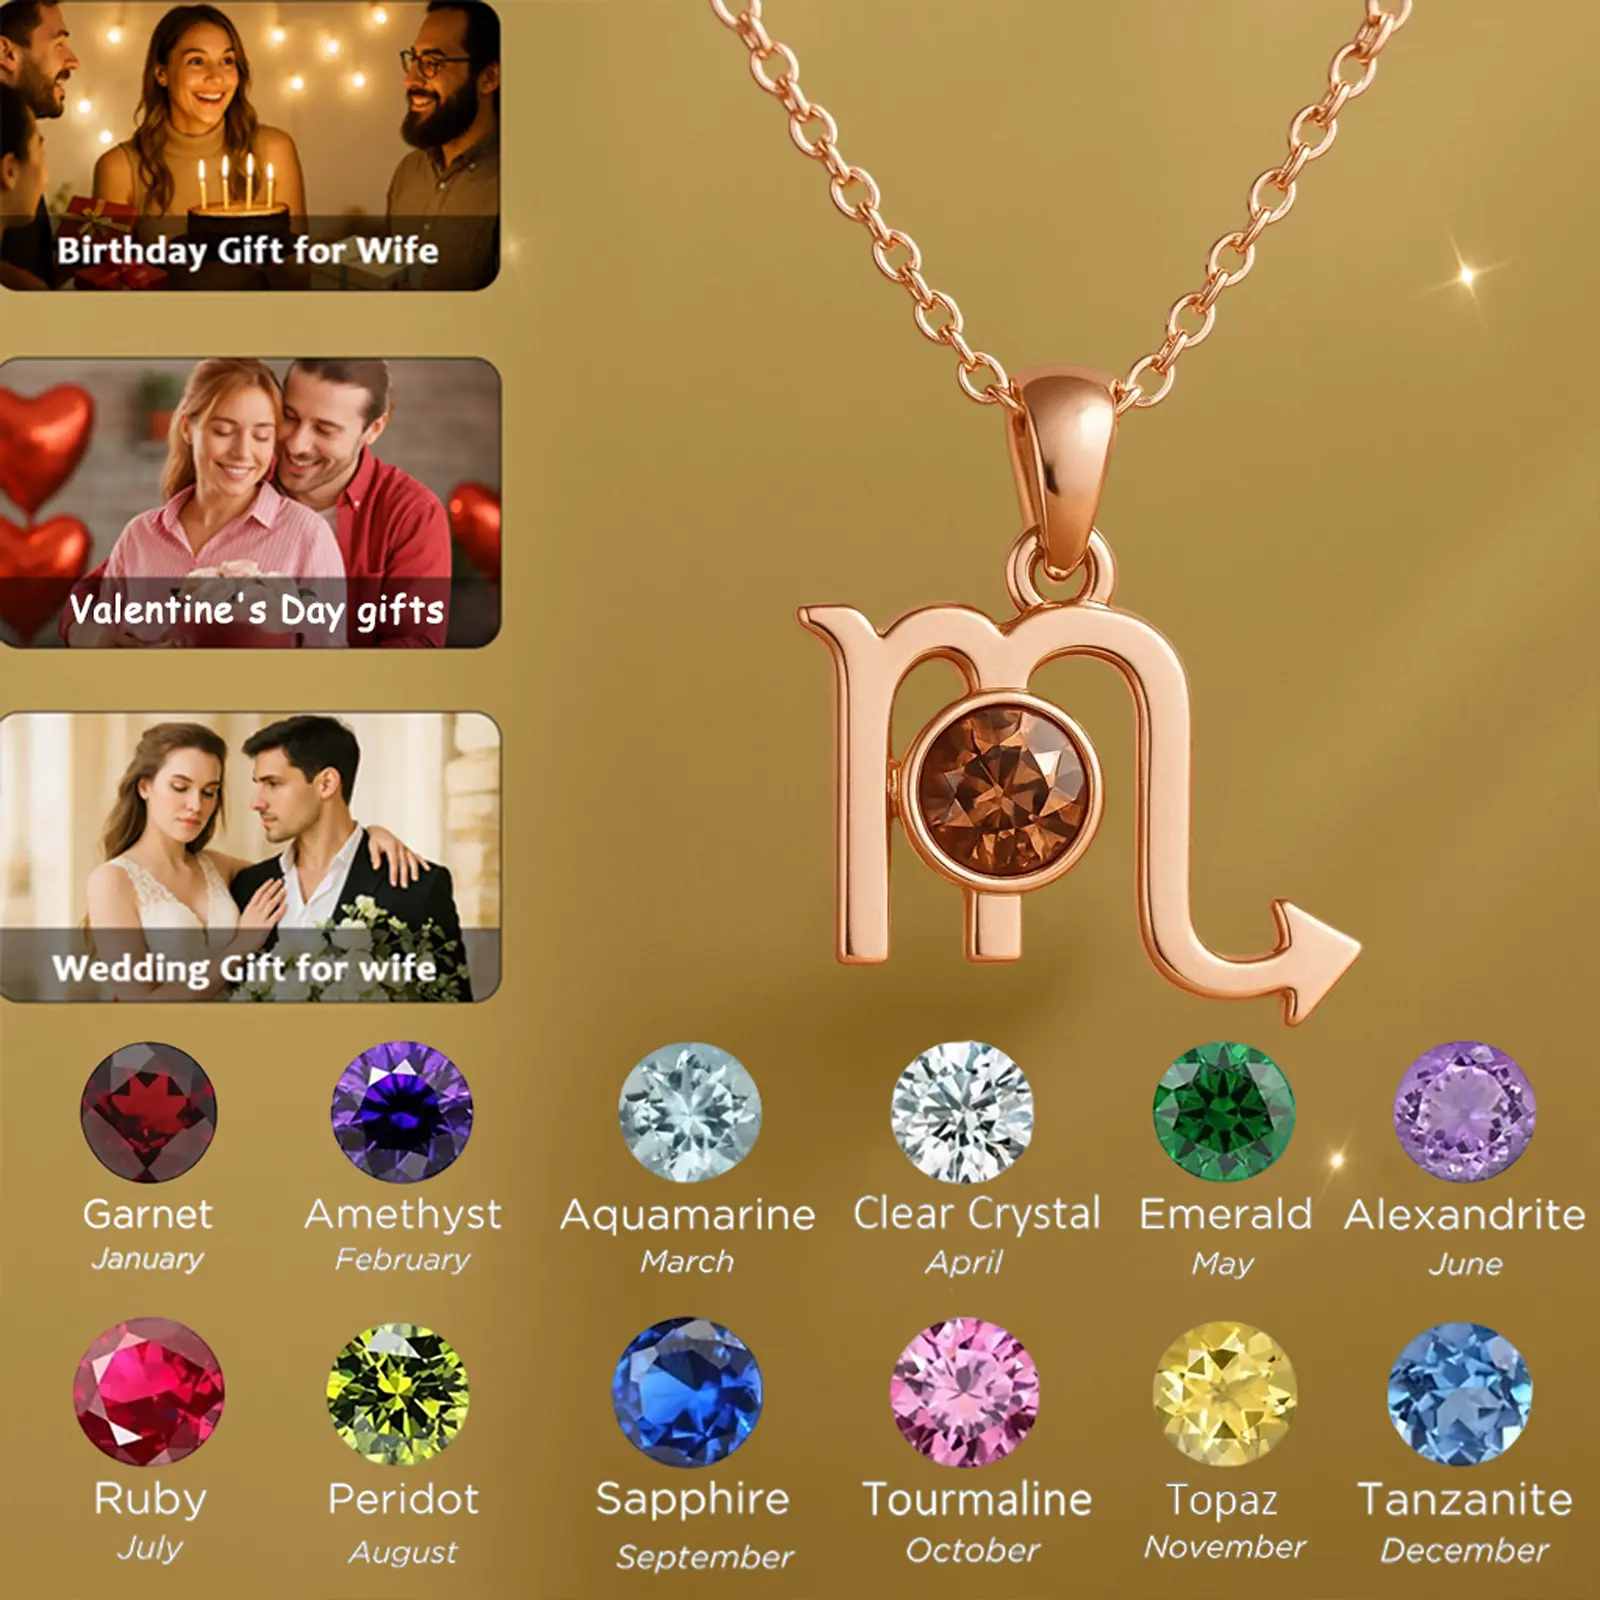 Birthday Gift for Wife
Valentine's Day gifts
Wedding Gift for wife
Garnet
January
Amethyst
February
Aquamarine
March
Clear Crystal
April
Emerald
May
Alexandrite
June
Ruby
July
Peridot
August
Sapphire
September
Tourmaline
October
Topaz
November
Tanzanite
December